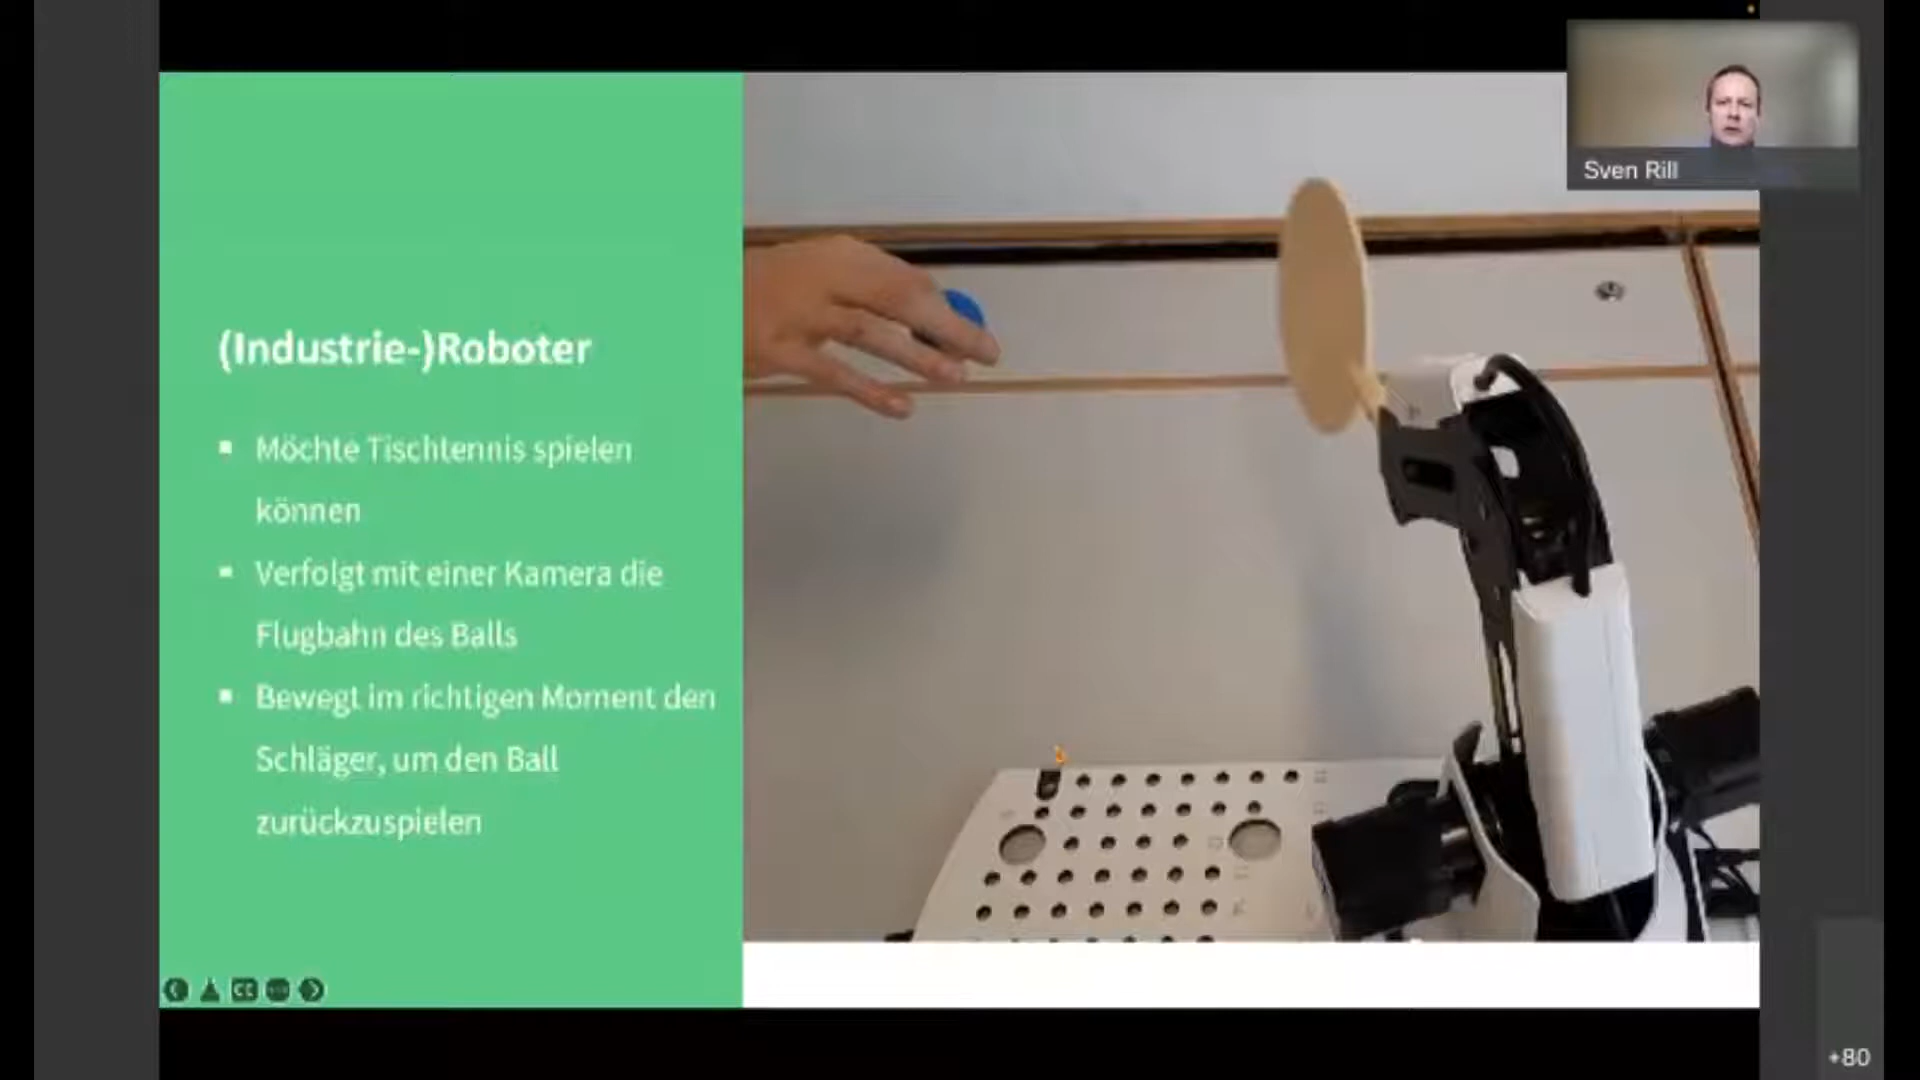 Sven Rill
(Industrie-)Roboter
▪ Möchte Tischtennis spielen
können
▪ Verfolgt mit einer Kamera die
Flugbahn des Balls
▪ Bewegt im richtigen Moment den
Schläger, um den Ball
zurückzuspielen
CC
+80